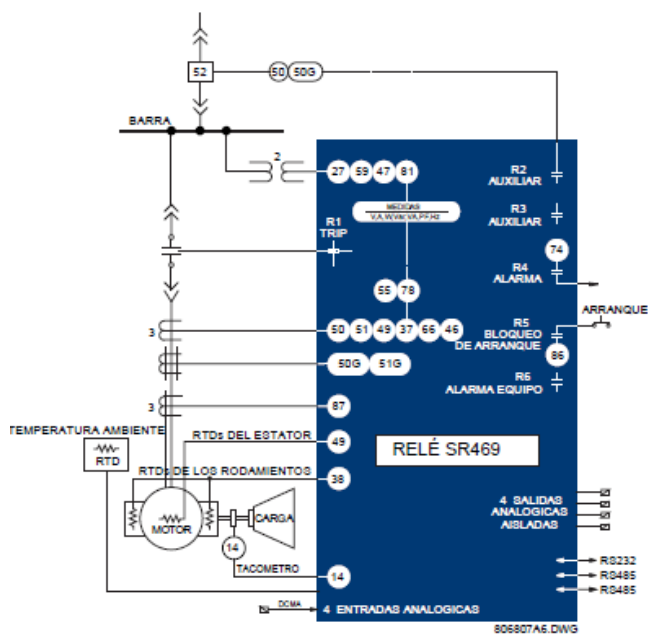 52
50 50G
BARRA
2
27 59 47 81
R2
AUXILIAR
MEDIDAS
V,A,W,Var,VA,PF,Hz
R3
AUXILIAR
R1
TRIP
74
R4
ALARMA
55 78
ARRANQUE
3
50 51 49 37 66 46
R5
BLOQUEO
DE ARRANQUE
50G 51G
86
R6
ALARMA EQUIPO
3
87
TEMPERATURA AMBIENTE
RTDs DEL ESTATOR
49
RELÉ SR469
RTD
RTDs DE LOS RODAMIENTOS
38
4 SALIDAS
ANALOGICAS
AISLADAS
MOTOR
CARGA
14
TACOMETRO
14
RS232
RS485
RS485
DCMA
4 ENTRADAS ANALOGICAS
806807A6.DWG